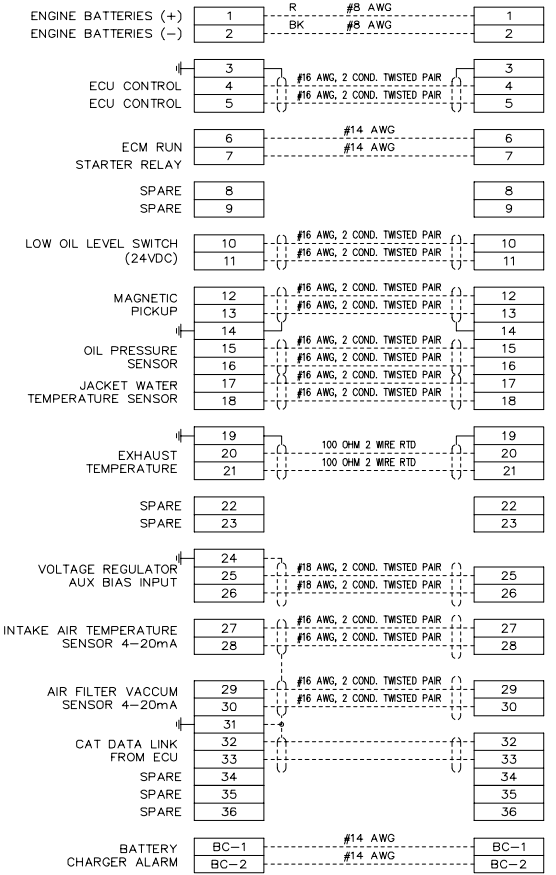 ENGINE BATTERIES (+) 1 R #8 AWG 1
ENGINE BATTERIES (−) 2 BK #8 AWG 2
3 3
ECU CONTROL 4 #16 AWG, 2 COND. TWISTED PAIR 4
ECU CONTROL 5 #16 AWG, 2 COND. TWISTED PAIR 5
6 #14 AWG 6
ECM RUN
7 #14 AWG 7
STARTER RELAY
SPARE 8 8
SPARE 9 9
LOW OIL LEVEL SWITCH 10 #16 AWG, 2 COND. TWISTED PAIR 10
(24VDC) 11 #16 AWG, 2 COND. TWISTED PAIR 11
MAGNETIC 12 #16 AWG, 2 COND. TWISTED PAIR 12
PICKUP 13 #16 AWG, 2 COND. TWISTED PAIR 13
14 14
OIL PRESSURE 15 #16 AWG, 2 COND. TWISTED PAIR 15
SENSOR 16 #16 AWG, 2 COND. TWISTED PAIR 16
JACKET WATER 17 #16 AWG, 2 COND. TWISTED PAIR 17
TEMPERATURE SENSOR 18 #16 AWG, 2 COND. TWISTED PAIR 18
19 19
EXHAUST 20 100 OHM 2 WIRE RTD 20
TEMPERATURE 21 100 OHM 2 WIRE RTD 21
SPARE 22 22
SPARE 23 23
24
VOLTAGE REGULATOR 25 #18 AWG, 2 COND. TWISTED PAIR 25
AUX BIAS INPUT 26 #18 AWG, 2 COND. TWISTED PAIR 26
INTAKE AIR TEMPERATURE 27 #16 AWG, 2 COND. TWISTED PAIR 27
SENSOR 4−20mA 28 #16 AWG, 2 COND. TWISTED PAIR 28
AIR FILTER VACCUM 29 #16 AWG, 2 COND. TWISTED PAIR 29
SENSOR 4−20mA 30 #16 AWG, 2 COND. TWISTED PAIR 30
31
CAT DATA LINK 32 32
FROM ECU 33 33
SPARE 34 34
SPARE 35 35
SPARE 36 36
BATTERY BC−1 #14 AWG BC−1
CHARGER ALARM BC−2 #14 AWG BC−2